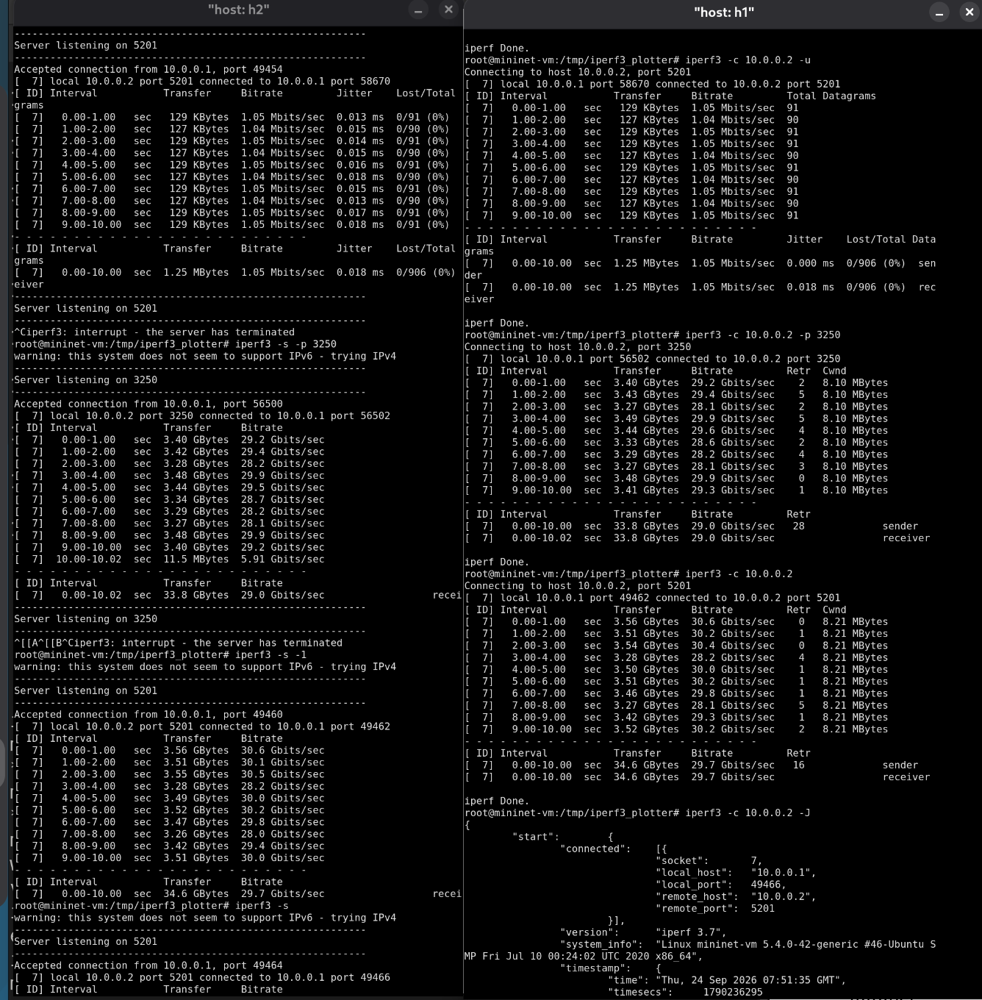 "host: h2"
-----------------------------------------------------------
Server listening on 5201
-----------------------------------------------------------
Accepted connection from 10.0.0.1, port 49454
[  7] local 10.0.0.2 port 5201 connected to 10.0.0.1 port 58670
[ ID] Interval           Transfer     Bitrate         Jitter    Lost/Total
grams
[  7]   0.00-1.00   sec   129 KBytes  1.05 Mbits/sec  0.013 ms  0/91 (0%)
[  7]   1.00-2.00   sec   127 KBytes  1.04 Mbits/sec  0.015 ms  0/90 (0%)
[  7]   2.00-3.00   sec   129 KBytes  1.05 Mbits/sec  0.014 ms  0/91 (0%)
[  7]   3.00-4.00   sec   127 KBytes  1.04 Mbits/sec  0.015 ms  0/90 (0%)
[  7]   4.00-5.00   sec   129 KBytes  1.05 Mbits/sec  0.016 ms  0/91 (0%)
[  7]   5.00-6.00   sec   127 KBytes  1.04 Mbits/sec  0.018 ms  0/90 (0%)
[  7]   6.00-7.00   sec   129 KBytes  1.05 Mbits/sec  0.015 ms  0/91 (0%)
[  7]   7.00-8.00   sec   127 KBytes  1.04 Mbits/sec  0.013 ms  0/90 (0%)
[  7]   8.00-9.00   sec   129 KBytes  1.05 Mbits/sec  0.017 ms  0/91 (0%)
[  7]   9.00-10.00  sec   129 KBytes  1.05 Mbits/sec  0.018 ms  0/91 (0%)
- - - - - - - - - - - - - - - - - - - - - - - - -
[ ID] Interval           Transfer     Bitrate         Jitter    Lost/Total
grams
[  7]   0.00-10.00  sec  1.25 MBytes  1.05 Mbits/sec  0.018 ms  0/906 (0%)
eiver
-----------------------------------------------------------
Server listening on 5201
-----------------------------------------------------------
^Ciperf3: interrupt - the server has terminated
root@mininet-vm:/tmp/iperf3_plotter# iperf3 -s -p 3250
warning: this system does not seem to support IPv6 - trying IPv4
-----------------------------------------------------------
Server listening on 3250
-----------------------------------------------------------
Accepted connection from 10.0.0.1, port 56500
[  7] local 10.0.0.2 port 3250 connected to 10.0.0.1 port 56502
[ ID] Interval           Transfer     Bitrate
[  7]   0.00-1.00   sec  3.40 GBytes  29.2 Gbits/sec
[  7]   1.00-2.00   sec  3.42 GBytes  29.4 Gbits/sec
[  7]   2.00-3.00   sec  3.28 GBytes  28.2 Gbits/sec
[  7]   3.00-4.00   sec  3.48 GBytes  29.9 Gbits/sec
[  7]   4.00-5.00   sec  3.44 GBytes  29.5 Gbits/sec
[  7]   5.00-6.00   sec  3.34 GBytes  28.7 Gbits/sec
[  7]   6.00-7.00   sec  3.29 GBytes  28.2 Gbits/sec
[  7]   7.00-8.00   sec  3.27 GBytes  28.1 Gbits/sec
[  7]   8.00-9.00   sec  3.48 GBytes  29.9 Gbits/sec
[  7]   9.00-10.00  sec  3.40 GBytes  29.2 Gbits/sec
[  7]  10.00-10.02  sec  11.5 MBytes  5.91 Gbits/sec
- - - - - - - - - - - - - - - - - - - - - - - - -
[ ID] Interval           Transfer     Bitrate
[  7]   0.00-10.02  sec  33.8 GBytes  29.0 Gbits/sec                  recei
-----------------------------------------------------------
Server listening on 3250
-----------------------------------------------------------
^[[A^[[B^Ciperf3: interrupt - the server has terminated
root@mininet-vm:/tmp/iperf3_plotter# iperf3 -s -1
warning: this system does not seem to support IPv6 - trying IPv4
-----------------------------------------------------------
Server listening on 5201
-----------------------------------------------------------
Accepted connection from 10.0.0.1, port 49460
[  7] local 10.0.0.2 port 5201 connected to 10.0.0.1 port 49462
[ ID] Interval           Transfer     Bitrate
[  7]   0.00-1.00   sec  3.56 GBytes  30.6 Gbits/sec
[  7]   1.00-2.00   sec  3.51 GBytes  30.1 Gbits/sec
[  7]   2.00-3.00   sec  3.55 GBytes  30.5 Gbits/sec
[  7]   3.00-4.00   sec  3.28 GBytes  28.2 Gbits/sec
[  7]   4.00-5.00   sec  3.49 GBytes  30.0 Gbits/sec
[  7]   5.00-6.00   sec  3.52 GBytes  30.2 Gbits/sec
[  7]   6.00-7.00   sec  3.47 GBytes  29.8 Gbits/sec
[  7]   7.00-8.00   sec  3.26 GBytes  28.0 Gbits/sec
[  7]   8.00-9.00   sec  3.42 GBytes  29.4 Gbits/sec
[  7]   9.00-10.00  sec  3.51 GBytes  30.0 Gbits/sec
- - - - - - - - - - - - - - - - - - - - - - - - -
[ ID] Interval           Transfer     Bitrate
[  7]   0.00-10.00  sec  34.6 GBytes  29.7 Gbits/sec                  recei
root@mininet-vm:/tmp/iperf3_plotter# iperf3 -s
warning: this system does not seem to support IPv6 - trying IPv4
-----------------------------------------------------------
Server listening on 5201
-----------------------------------------------------------
Accepted connection from 10.0.0.1, port 49464
[  7] local 10.0.0.2 port 5201 connected to 10.0.0.1 port 49466
[ ID] Interval           Transfer     Bitrate
"host: h1"
iperf Done.
root@mininet-vm:/tmp/iperf3_plotter# iperf3 -c 10.0.0.2 -u
Connecting to host 10.0.0.2, port 5201
[  7] local 10.0.0.1 port 58670 connected to 10.0.0.2 port 5201
[ ID] Interval           Transfer     Bitrate         Total Datagrams
[  7]   0.00-1.00   sec   129 KBytes  1.05 Mbits/sec  91
[  7]   1.00-2.00   sec   127 KBytes  1.04 Mbits/sec  90
[  7]   2.00-3.00   sec   129 KBytes  1.05 Mbits/sec  91
[  7]   3.00-4.00   sec   129 KBytes  1.05 Mbits/sec  91
[  7]   4.00-5.00   sec   127 KBytes  1.04 Mbits/sec  90
[  7]   5.00-6.00   sec   129 KBytes  1.05 Mbits/sec  91
[  7]   6.00-7.00   sec   127 KBytes  1.04 Mbits/sec  90
[  7]   7.00-8.00   sec   129 KBytes  1.05 Mbits/sec  91
[  7]   8.00-9.00   sec   127 KBytes  1.04 Mbits/sec  90
[  7]   9.00-10.00  sec   129 KBytes  1.05 Mbits/sec  91
- - - - - - - - - - - - - - - - - - - - - - - - -
[ ID] Interval           Transfer     Bitrate         Jitter    Lost/Total Data
grams
[  7]   0.00-10.00  sec  1.25 MBytes  1.05 Mbits/sec  0.000 ms  0/906 (0%)  sen
der
[  7]   0.00-10.00  sec  1.25 MBytes  1.05 Mbits/sec  0.018 ms  0/906 (0%)  rec
eiver
iperf Done.
root@mininet-vm:/tmp/iperf3_plotter# iperf3 -c 10.0.0.2 -p 3250
Connecting to host 10.0.0.2, port 3250
[  7] local 10.0.0.1 port 56502 connected to 10.0.0.2 port 3250
[ ID] Interval           Transfer     Bitrate         Retr  Cwnd
[  7]   0.00-1.00   sec  3.40 GBytes  29.2 Gbits/sec    2   8.10 MBytes
[  7]   1.00-2.00   sec  3.43 GBytes  29.4 Gbits/sec    5   8.10 MBytes
[  7]   2.00-3.00   sec  3.27 GBytes  28.1 Gbits/sec    2   8.10 MBytes
[  7]   3.00-4.00   sec  3.49 GBytes  29.9 Gbits/sec    5   8.10 MBytes
[  7]   4.00-5.00   sec  3.44 GBytes  29.6 Gbits/sec    4   8.10 MBytes
[  7]   5.00-6.00   sec  3.33 GBytes  28.6 Gbits/sec    2   8.10 MBytes
[  7]   6.00-7.00   sec  3.29 GBytes  28.2 Gbits/sec    4   8.10 MBytes
[  7]   7.00-8.00   sec  3.27 GBytes  28.1 Gbits/sec    3   8.10 MBytes
[  7]   8.00-9.00   sec  3.48 GBytes  29.9 Gbits/sec    0   8.10 MBytes
[  7]   9.00-10.00  sec  3.41 GBytes  29.3 Gbits/sec    1   8.10 MBytes
- - - - - - - - - - - - - - - - - - - - - - - - -
[ ID] Interval           Transfer     Bitrate         Retr
[  7]   0.00-10.00  sec  33.8 GBytes  29.0 Gbits/sec   28             sender
[  7]   0.00-10.02  sec  33.8 GBytes  29.0 Gbits/sec                  receiver
iperf Done.
root@mininet-vm:/tmp/iperf3_plotter# iperf3 -c 10.0.0.2
Connecting to host 10.0.0.2, port 5201
[  7] local 10.0.0.1 port 49462 connected to 10.0.0.2 port 5201
[ ID] Interval           Transfer     Bitrate         Retr  Cwnd
[  7]   0.00-1.00   sec  3.56 GBytes  30.6 Gbits/sec    0   8.21 MBytes
[  7]   1.00-2.00   sec  3.51 GBytes  30.2 Gbits/sec    1   8.21 MBytes
[  7]   2.00-3.00   sec  3.54 GBytes  30.4 Gbits/sec    0   8.21 MBytes
[  7]   3.00-4.00   sec  3.28 GBytes  28.2 Gbits/sec    4   8.21 MBytes
[  7]   4.00-5.00   sec  3.50 GBytes  30.0 Gbits/sec    1   8.21 MBytes
[  7]   5.00-6.00   sec  3.51 GBytes  30.2 Gbits/sec    1   8.21 MBytes
[  7]   6.00-7.00   sec  3.46 GBytes  29.8 Gbits/sec    1   8.21 MBytes
[  7]   7.00-8.00   sec  3.27 GBytes  28.1 Gbits/sec    5   8.21 MBytes
[  7]   8.00-9.00   sec  3.42 GBytes  29.3 Gbits/sec    1   8.21 MBytes
[  7]   9.00-10.00  sec  3.52 GBytes  30.2 Gbits/sec    2   8.21 MBytes
- - - - - - - - - - - - - - - - - - - - - - - - -
[ ID] Interval           Transfer     Bitrate         Retr
[  7]   0.00-10.00  sec  34.6 GBytes  29.7 Gbits/sec   16             sender
[  7]   0.00-10.00  sec  34.6 GBytes  29.7 Gbits/sec                  receiver
iperf Done.
root@mininet-vm:/tmp/iperf3_plotter# iperf3 -c 10.0.0.2 -J
{
        "start":        {
                "connected":    [{
                                "socket":       7,
                                "local_host":   "10.0.0.1",
                                "local_port":   49466,
                                "remote_host":  "10.0.0.2",
                                "remote_port":  5201
                        }],
                "version":      "iperf 3.7",
                "system_info":  "Linux mininet-vm 5.4.0-42-generic #46-Ubuntu S
MP Fri Jul 10 00:24:02 UTC 2020 x86_64",
                "timestamp":    {
                        "time": "Thu, 24 Sep 2026 07:51:35 GMT",
                        "timesecs":     1790236295